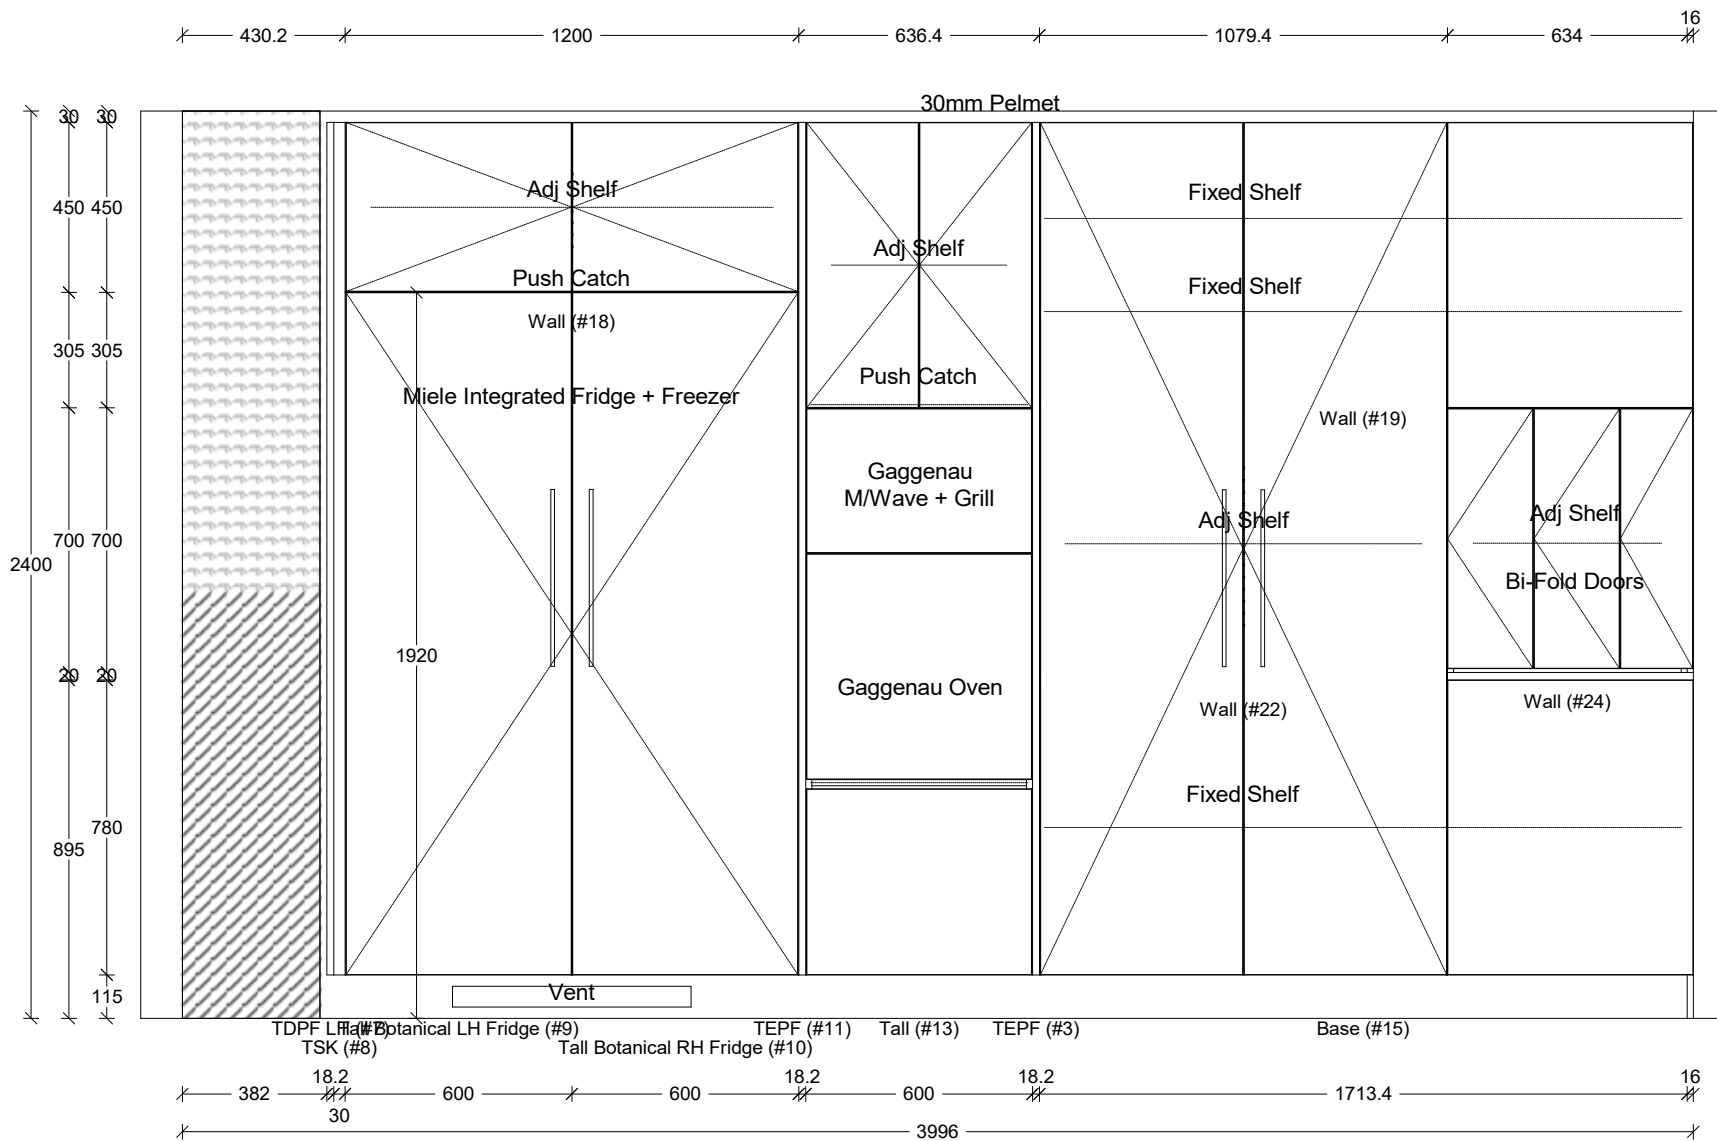 16
430.2
1200
636.4
1079.4
634
30mm Pelmet
30
30
Adj Shelf
Fixed Shelf
450
450
Adj Shelf
Push Catch
Fixed Shelf
Wall (#18)
305
305
Push Catch
Miele Integrated Fridge + Freezer
Wall (#19)
Gaggenau
M/Wave + Grill
Adj Shelf
Adj Shelf
700
700
2400
Bi-Fold Doors
1920
20
20
Gaggenau Oven
Wall (#22)
Wall (#24)
Fixed Shelf
780
895
Vent
115
TDPF LH (#7)
Tall Botanical LH Fridge (#9)
TEPF (#11)
Tall (#13)
TEPF (#3)
Base (#15)
TSK (#8)
Tall Botanical RH Fridge (#10)
18.2
18.2
18.2
16
382
600
600
600
1713.4
30
3996